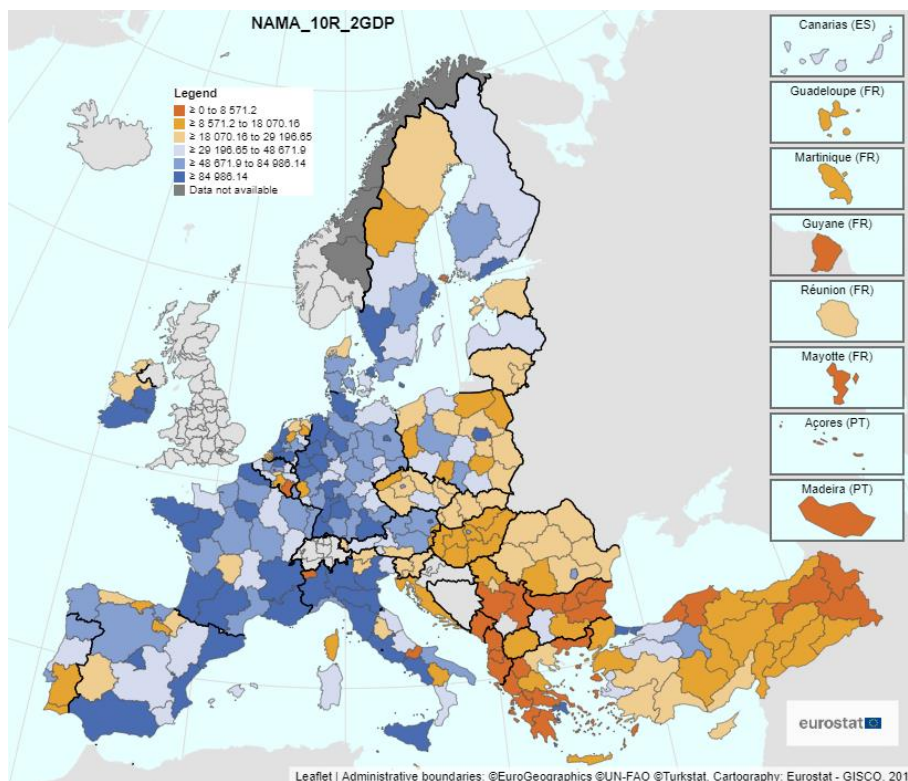 NAMA_10R_2GDP
Legend
≥ 0 to 8 571.2
≥ 8 571.2 to 18 070.16
≥ 18 070.16 to 29 196.65
≥ 29 196.65 to 48 671.9
≥ 48 671.9 to 84 986.14
≥ 84 986.14
Data not available
Canarias (ES)
Guadeloupe (FR)
Martinique (FR)
Guyane (FR)
Réunion (FR)
Mayotte (FR)
Açores (PT)
Madeira (PT)
eurostat
Leaflet | Administrative boundaries: ©EuroGeographics ©UN-FAO ©Turkstat, Cartography: Eurostat - GISCO, 201